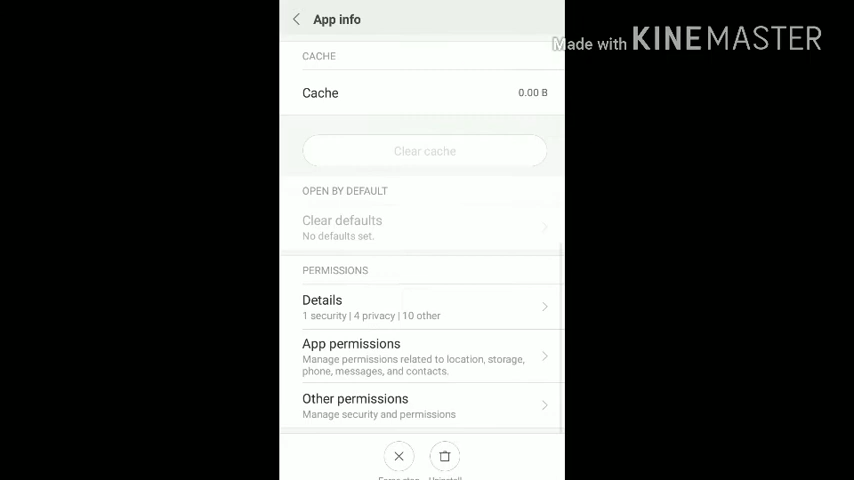 App info
Made with KINEMASTER
CACHE
Cache 0.00 B
Clear cache
OPEN BY DEFAULT
Clear defaults
No defaults set.
PERMISSIONS
Details
1 security | 4 privacy | 10 other
App permissions
Manage permissions related to location, storage,
phone, messages, and contacts.
Other permissions
Manage security and permissions